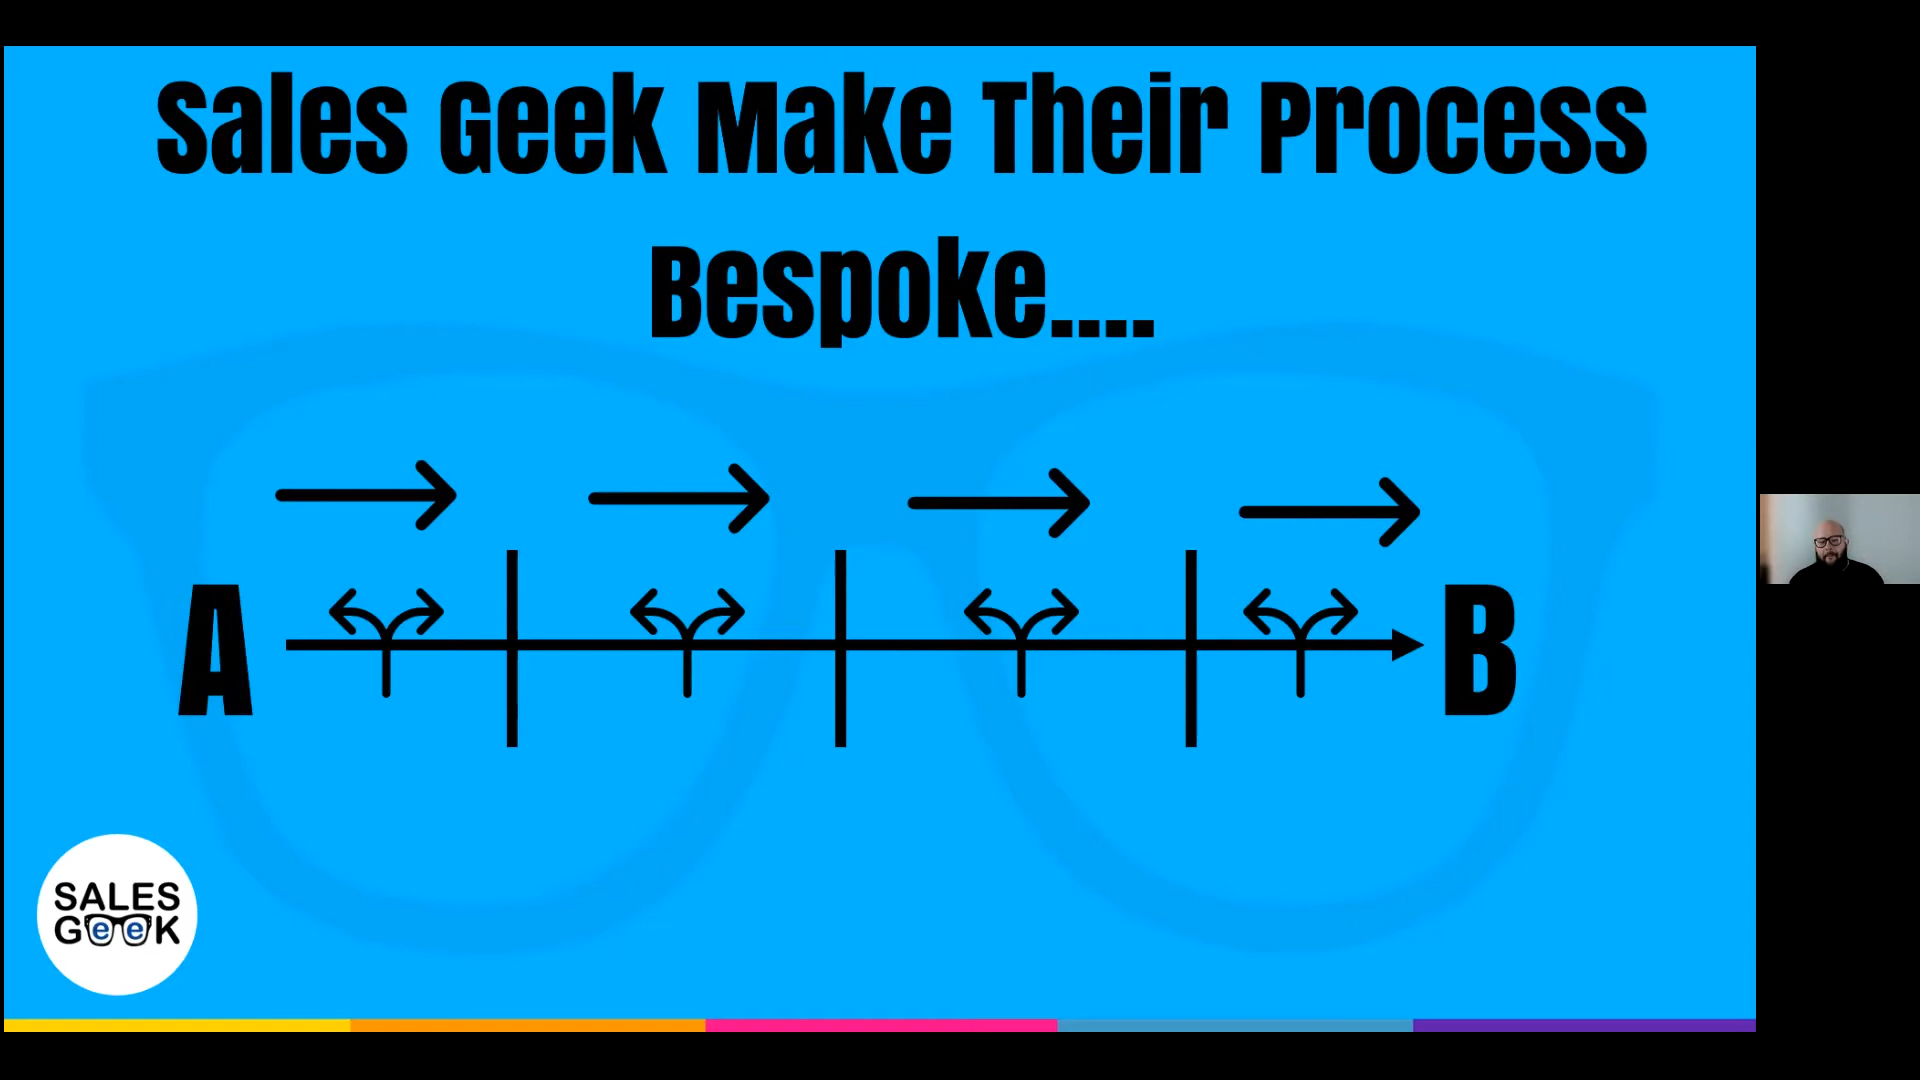 Sales Geek Make Their Process
Bespoke....
A
B
SALES
GeeK